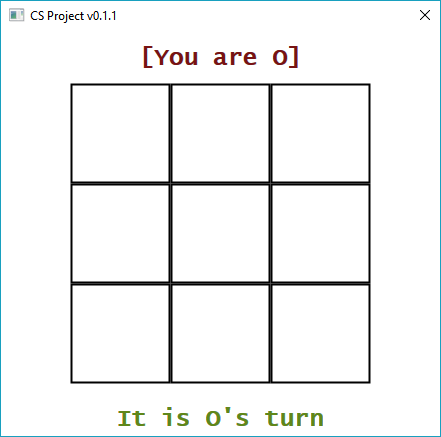 CS Project v0.1.1
[You are O]
It is O's turn